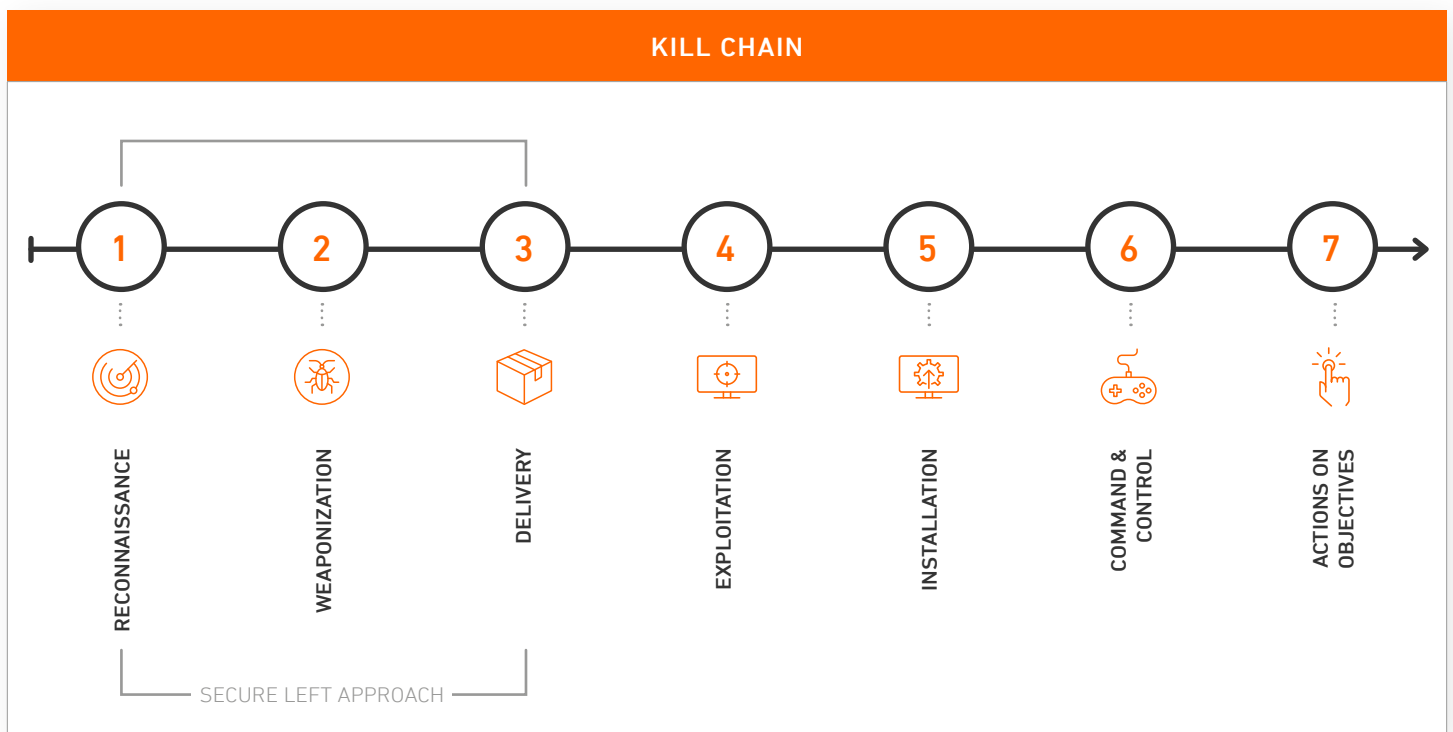 KILL CHAIN
1
2
3
4
5
6
7
RECONNAISSANCE
WEAPONIZATION
DELIVERY
EXPLOITATION
INSTALLATION
COMMAND &
CONTROL
ACTIONS ON
OBJECTIVES
SECURE LEFT APPROACH